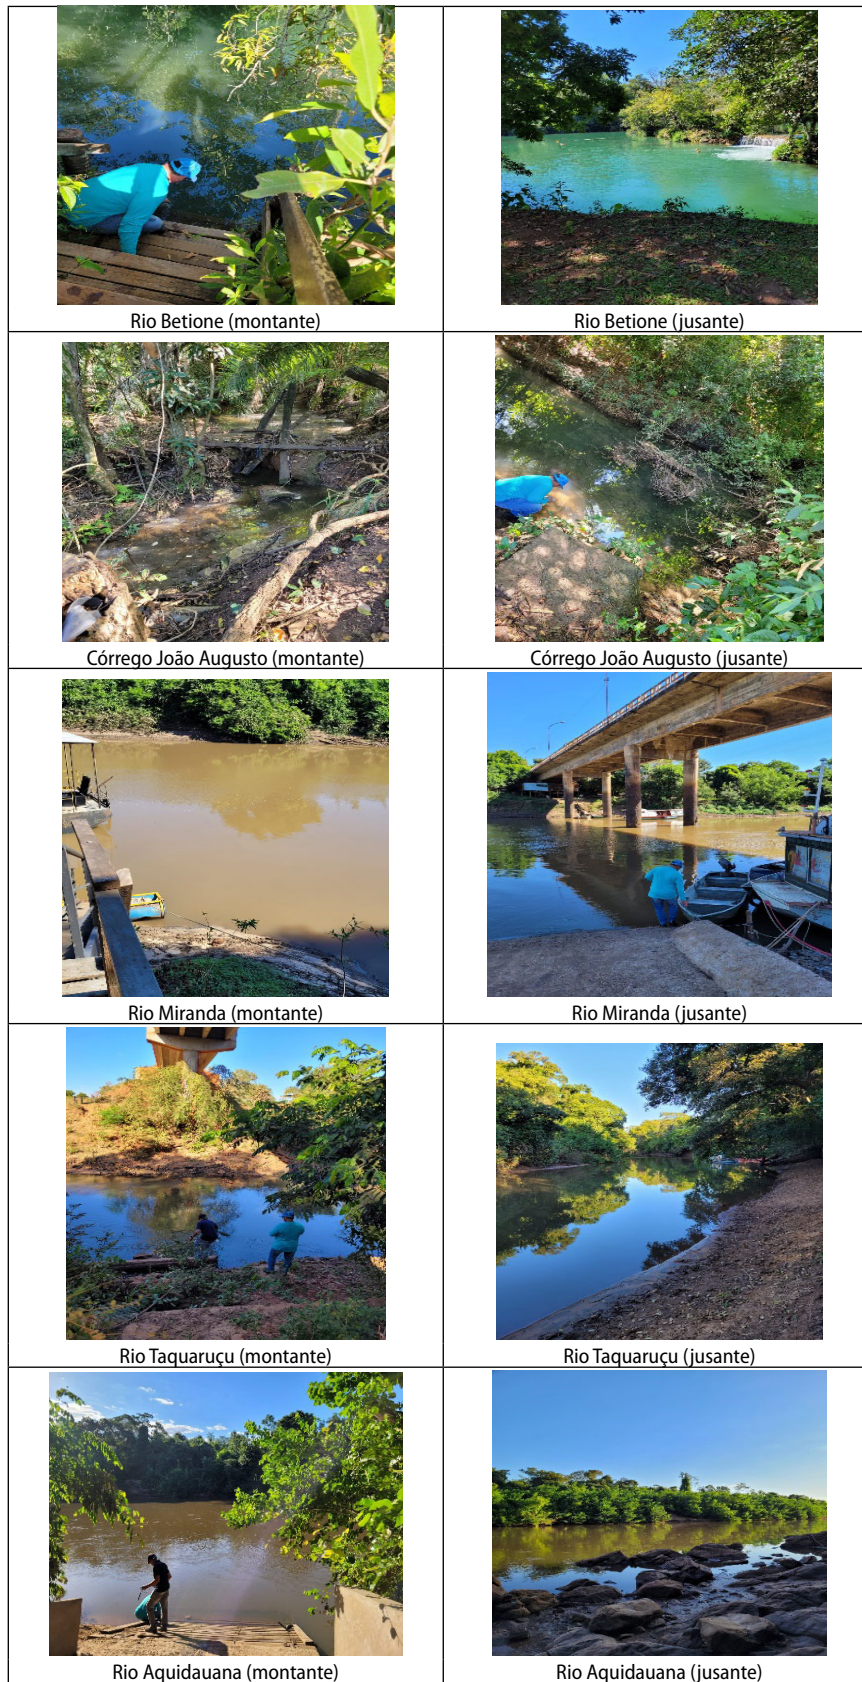 Rio Betione (montante)
Rio Betione (jusante)
Córrego João Augusto (montante)
Córrego João Augusto (jusante)
Rio Miranda (montante)
Rio Miranda (jusante)
Rio Taquaruçu (montante)
Rio Taquaruçu (jusante)
Rio Aquidauana (montante)
Rio Aquidauana (jusante)